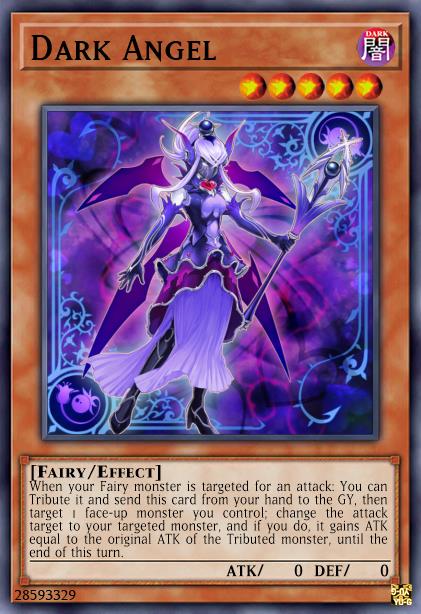 Dark Angel
DARK
闇
[Fairy/Effect]
When your Fairy monster is targeted for an attack: You can
Tribute it and send this card from your hand to the GY, then
target 1 face-up monster you control; change the attack
target to your targeted monster, and if you do, it gains ATK
equal to the original ATK of the Tributed monster, until the
end of this turn.
ATK/ 0 DEF/ 0
28593329